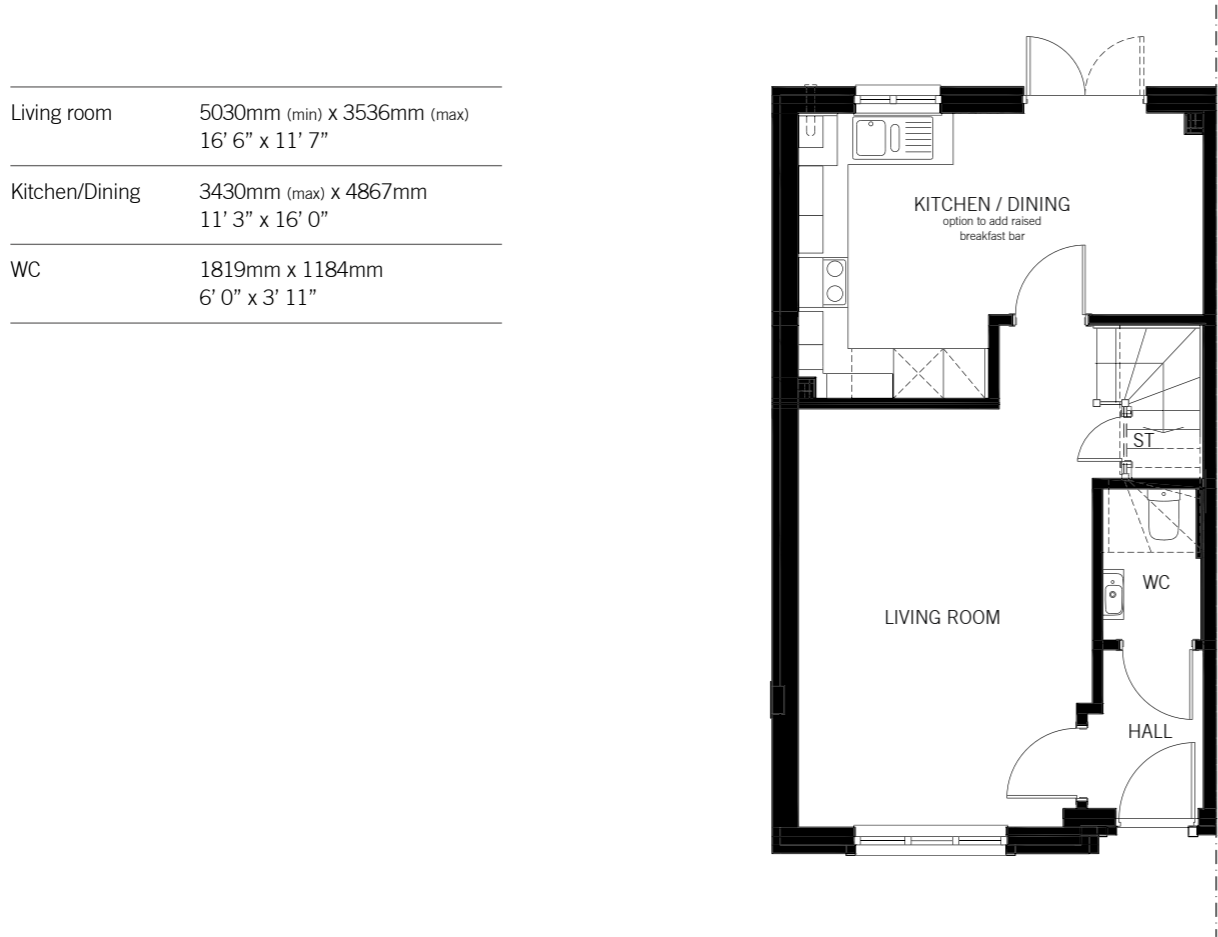 Living room 5030mm (min) x 3536mm (max)
16’ 6” x 11’ 7”
Kitchen/Dining 3430mm (max) x 4867mm
11’ 3” x 16’ 0”
WC 1819mm x 1184mm
6’ 0” x 3’ 11”
KITCHEN / DINING
option to add raised
breakfast bar
ST
WC
LIVING ROOM
HALL